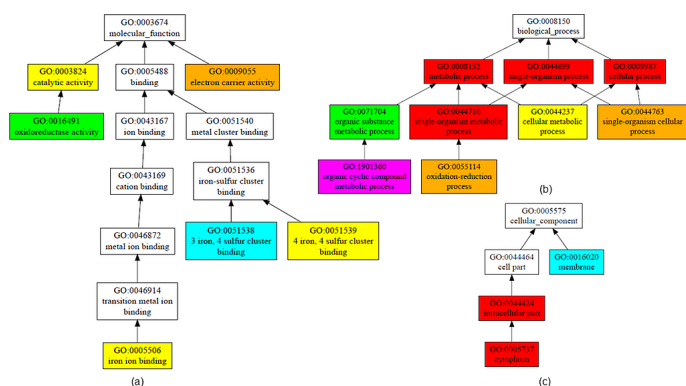 GO:0003674
molecular_function
GO:0003824
catalytic activity
GO:0005488
binding
GO:0009055
electron carrier activity
GO:0016491
oxidoreductase activity
GO:0043167
ion binding
GO:0051540
metal cluster binding
GO:0043169
cation binding
GO:0051536
iron-sulfur cluster
binding
GO:0046872
metal ion binding
GO:0051538
3 iron, 4 sulfur cluster
binding
GO:0051539
4 iron, 4 sulfur cluster
binding
GO:0046914
transition metal ion
binding
GO:0005506
iron ion binding
(a)
GO:0008150
biological_process
GO:0008152
metabolic process
GO:0044699
single-organism process
GO:0009987
cellular process
GO:0071704
organic substance
metabolic process
GO:0044710
single-organism metabolic
process
GO:0044237
cellular metabolic
process
GO:0044763
single-organism cellular
process
GO:1901360
organic cyclic compound
metabolic process
GO:0055114
oxidation-reduction
process
(b)
GO:0005575
cellular_component
GO:0044464
cell part
GO:0016020
membrane
GO:0044424
intracellular part
GO:0005737
cytoplasm
(c)